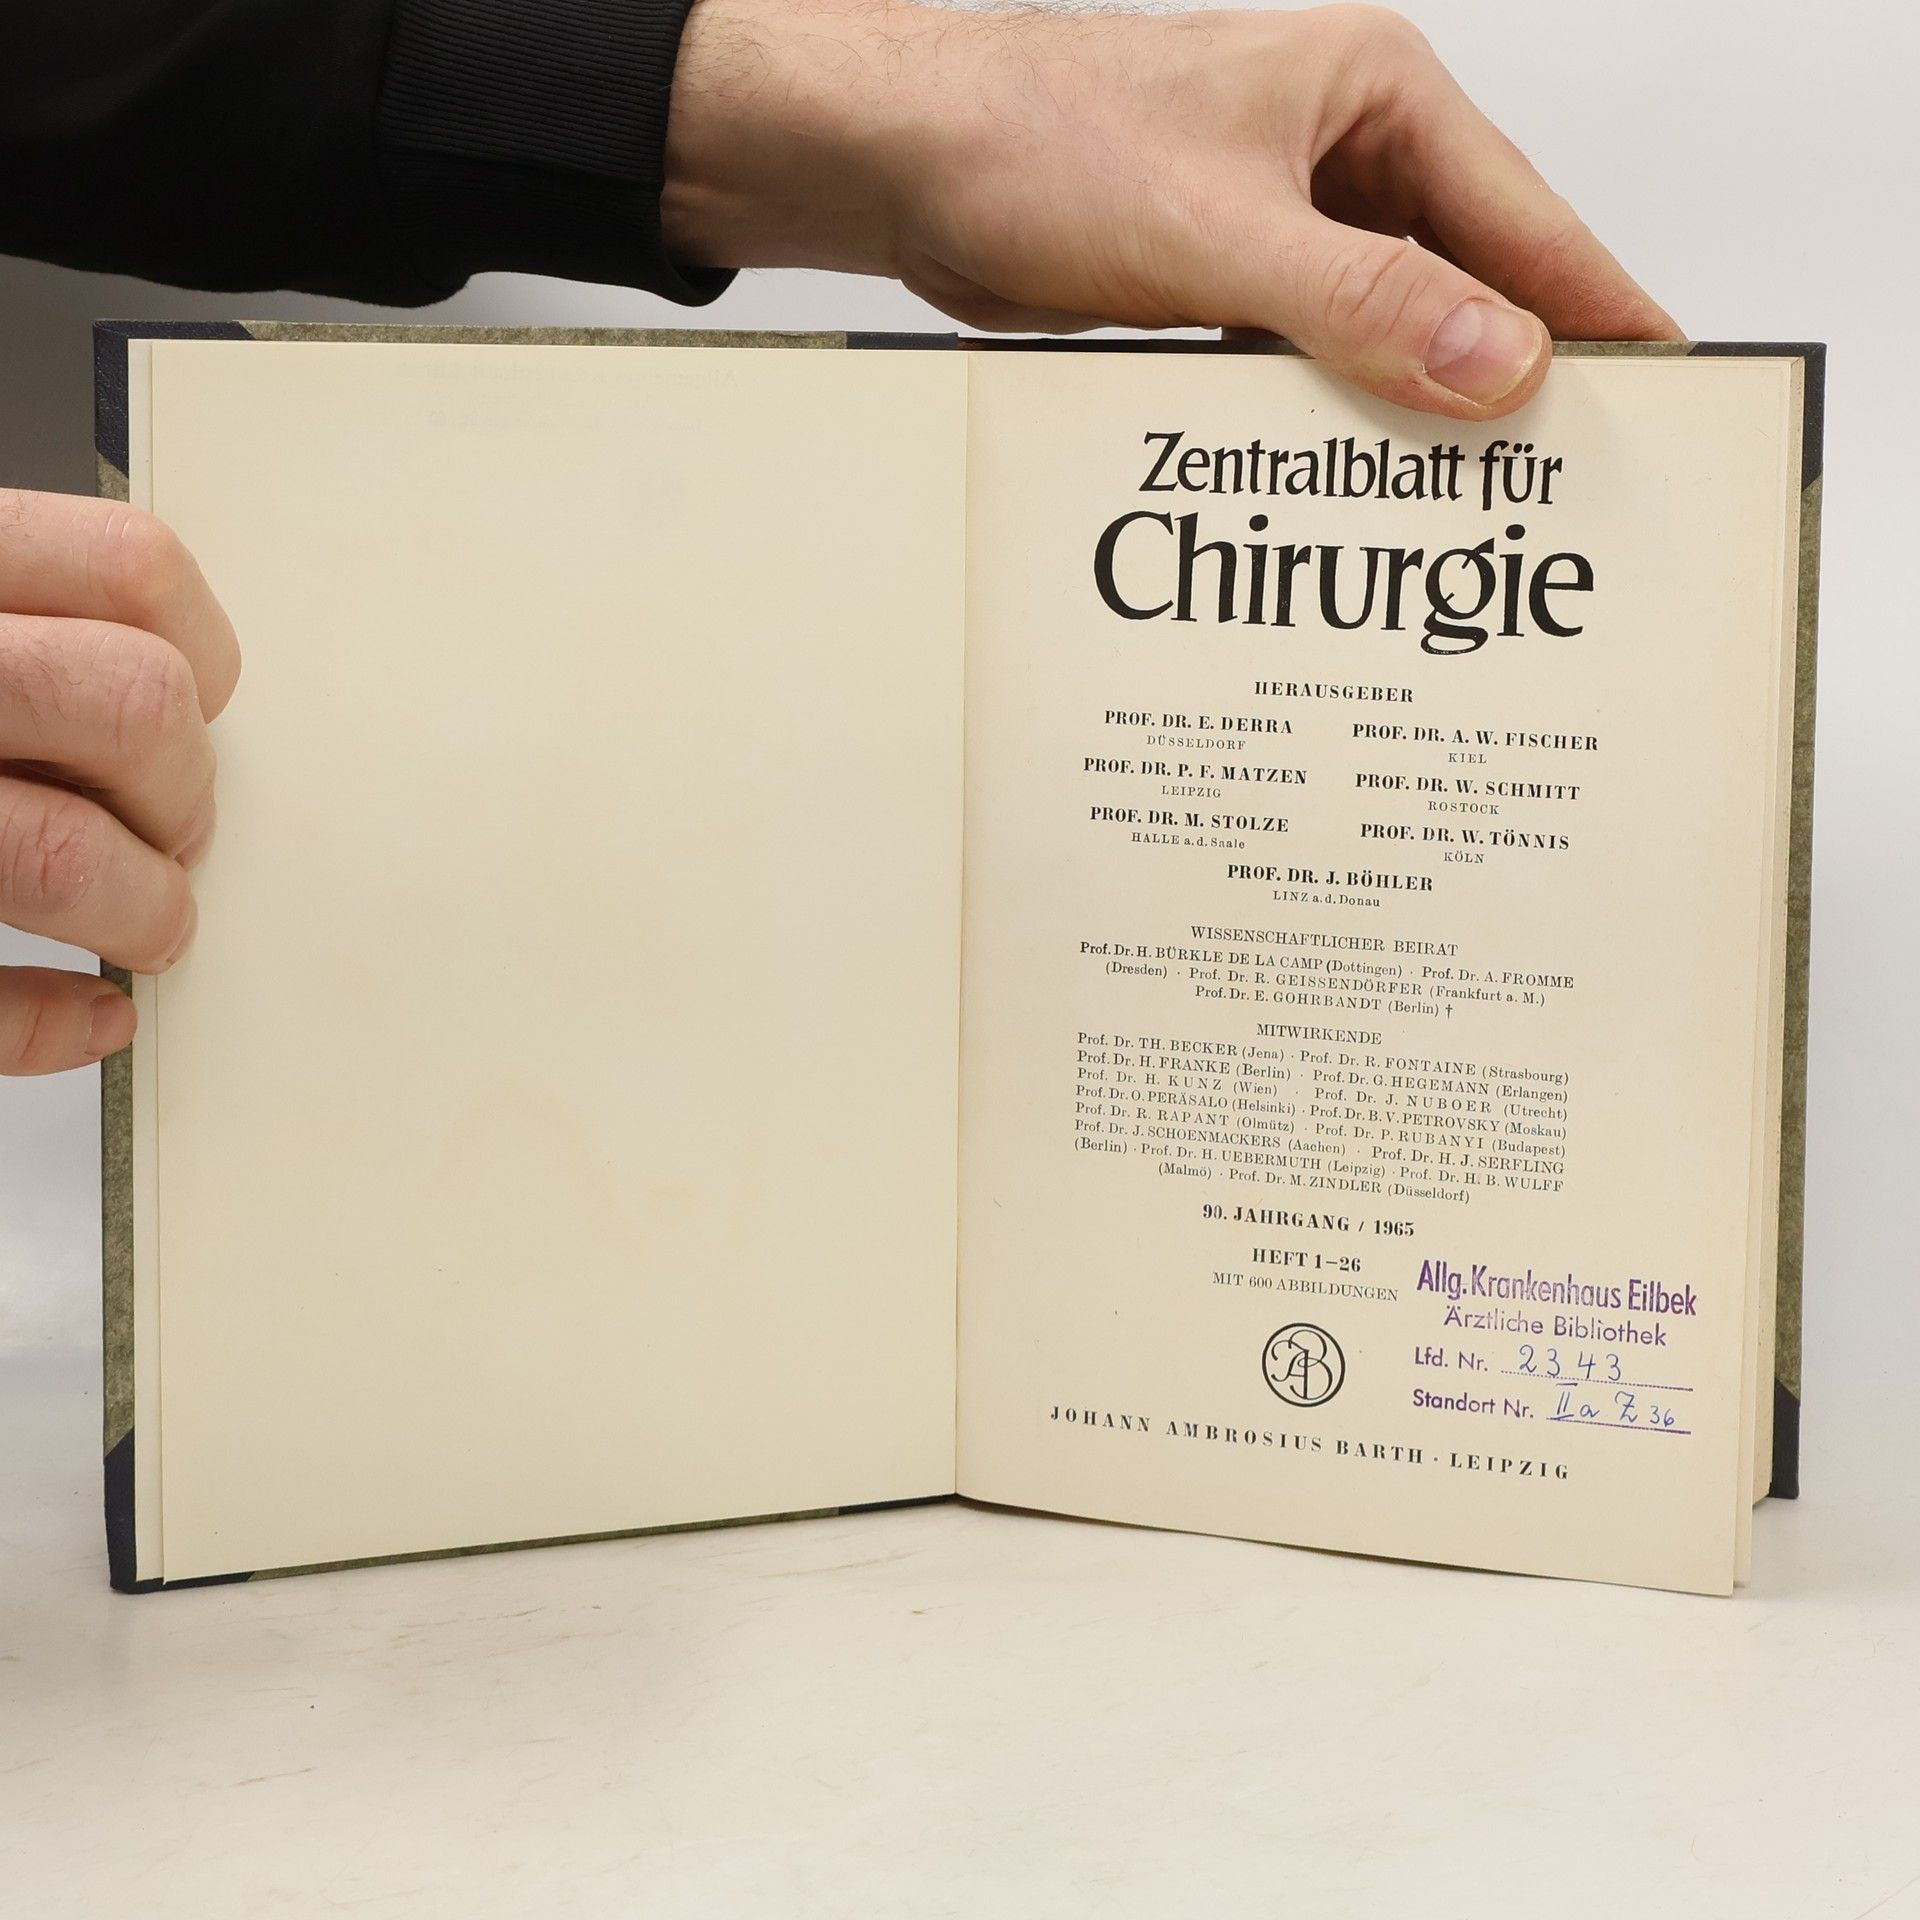 Zentralblatt für
Chirurgie
HERAUSGEBER
PROF. DR. E. DERRA
DÜSSELDORF
PROF. DR. A. W. FISCHER
KIEL
PROF. DR. P. F. MATZEN
LEIPZIG
PROF. DR. W. SCHMITT
ROSTOCK
PROF. DR. M. STOLZE
HALLE a.d. Saale
PROF. DR. W. TÖNNIS
KÖLN
PROF. DR. J. BÖHLER
LINZ a.d. Donau
WISSENSCHAFTLICHER BEIRAT
Prof. Dr. H. BÜRKLE DE LA CAMP (Dottingen) · Prof. Dr. A. FROMME
(Dresden) · Prof. Dr. R. GEISSENDÖRFER (Frankfurt a. M.)
Prof. Dr. E. GOHRBANDT (Berlin) †
MITWIRKENDE
Prof. Dr. TH. BECKER (Jena) · Prof. Dr. R. FONTAINE (Strasbourg)
Prof. Dr. H. FRANKE (Berlin) · Prof. Dr. G. HEGEMANN (Erlangen)
Prof. Dr. H. KUNZ (Wien) · Prof. Dr. J. NUBOER (Utrecht)
Prof. Dr. O. PERÄSALO (Helsinki) · Prof. Dr. B. V. PETROVSKY (Moskau)
Prof. Dr. R. RAPANT (Olmütz) · Prof. Dr. P. RUBANYI (Budapest)
Prof. Dr. J. SCHOENMACKERS (Aachen) · Prof. Dr. H. J. SERFLING
(Berlin) · Prof. Dr. H. UEBERMUTH (Leipzig) · Prof. Dr. H. B. WULFF
(Malmö) · Prof. Dr. M. ZINDLER (Düsseldorf)
90. JAHRGANG / 1965
HEFT 1–26
MIT 600 ABBILDUNGEN
Allg. Krankenhaus Eilbek
Ärztliche Bibliothek
Lfd. Nr. 2343
Standort Nr. II a Z 36
JAB
JOHANN AMBROSIUS BARTH · LEIPZIG